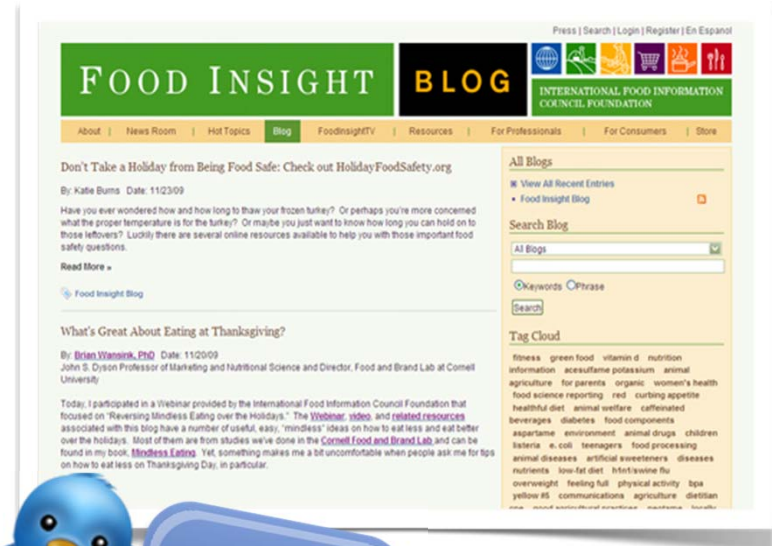 Press | Search | Login | Register | En Espanol
FOOD INSIGHT
BLOG
INTERNATIONAL FOOD INFORMATION
COUNCIL FOUNDATION
About | News Room | Hot Topics | Blog | FoodInsightTV | Resources | For Professionals | For Consumers | Store
Don't Take a Holiday from Being Food Safe: Check out HolidayFoodSafety.org
By: Katie Burns Date: 11/23/09
Have you ever wondered how and how long to thaw your frozen turkey? Or perhaps you're more concerned
what the proper temperature is for the turkey? Or maybe you just want to know how long you can hold on to
those leftovers? Luckily there are several online resources available to help you with those important food
safety questions.
Read More »
Food Insight Blog
What's Great About Eating at Thanksgiving?
By: Brian Wansink, PhD Date: 11/20/09
John S. Dyson Professor of Marketing and Nutritional Science and Director, Food and Brand Lab at Cornell
University
Today, I participated in a Webinar provided by the International Food Information Council Foundation that
focused on "Reversing Mindless Eating over the Holidays." The Webinar, video, and related resources
associated with this blog have a number of useful, easy, "mindless" ideas on how to eat less and eat better
over the holidays. Most of them are from studies we've done in the Cornell Food and Brand Lab and can be
found in my book, Mindless Eating. Yet, something makes me a bit uncomfortable when people ask me for tips
on how to eat less on Thanksgiving Day, in particular.
All Blogs
View All Recent Entries
Food Insight Blog
Search Blog
All Blogs
Keywords Phrase
Search
Tag Cloud
fitness green food vitamin d nutrition
information acesulfame potassium animal
agriculture for parents organic women's health
food science reporting red curbing appetite
healthful diet animal welfare caffeinated
beverages diabetes food components
aspartame environment animal drugs children
listeria e. coli teenagers food processing
animal diseases artificial sweeteners diseases
nutrients low-fat diet h1n1/swine flu
overweight feeling full physical activity bpa
yellow #5 communications agriculture dietitian
good agricultural practices neotame locally